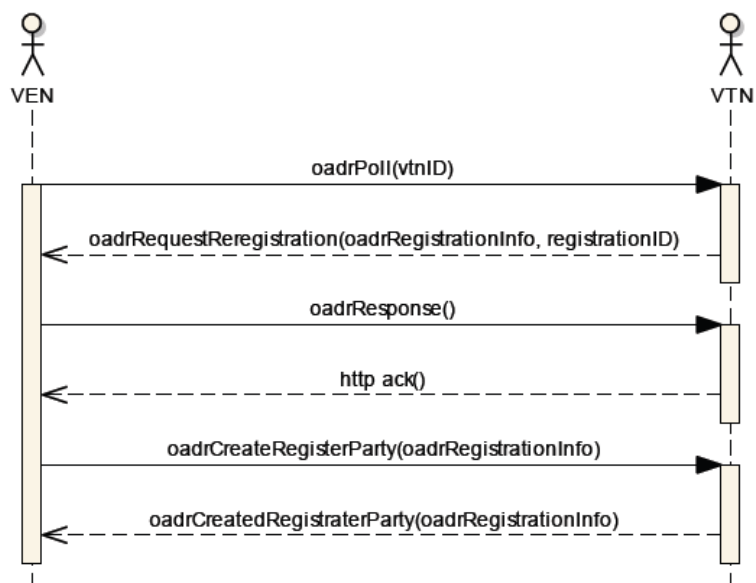 VEN VTN
oadrPoll(vtnID)
oadrRequestReregistration(oadrRegistrationInfo, registrationID)
oadrResponse()
http ack()
oadrCreateRegisterParty(oadrRegistrationInfo)
oadrCreatedRegistraterParty(oadrRegistrationInfo)